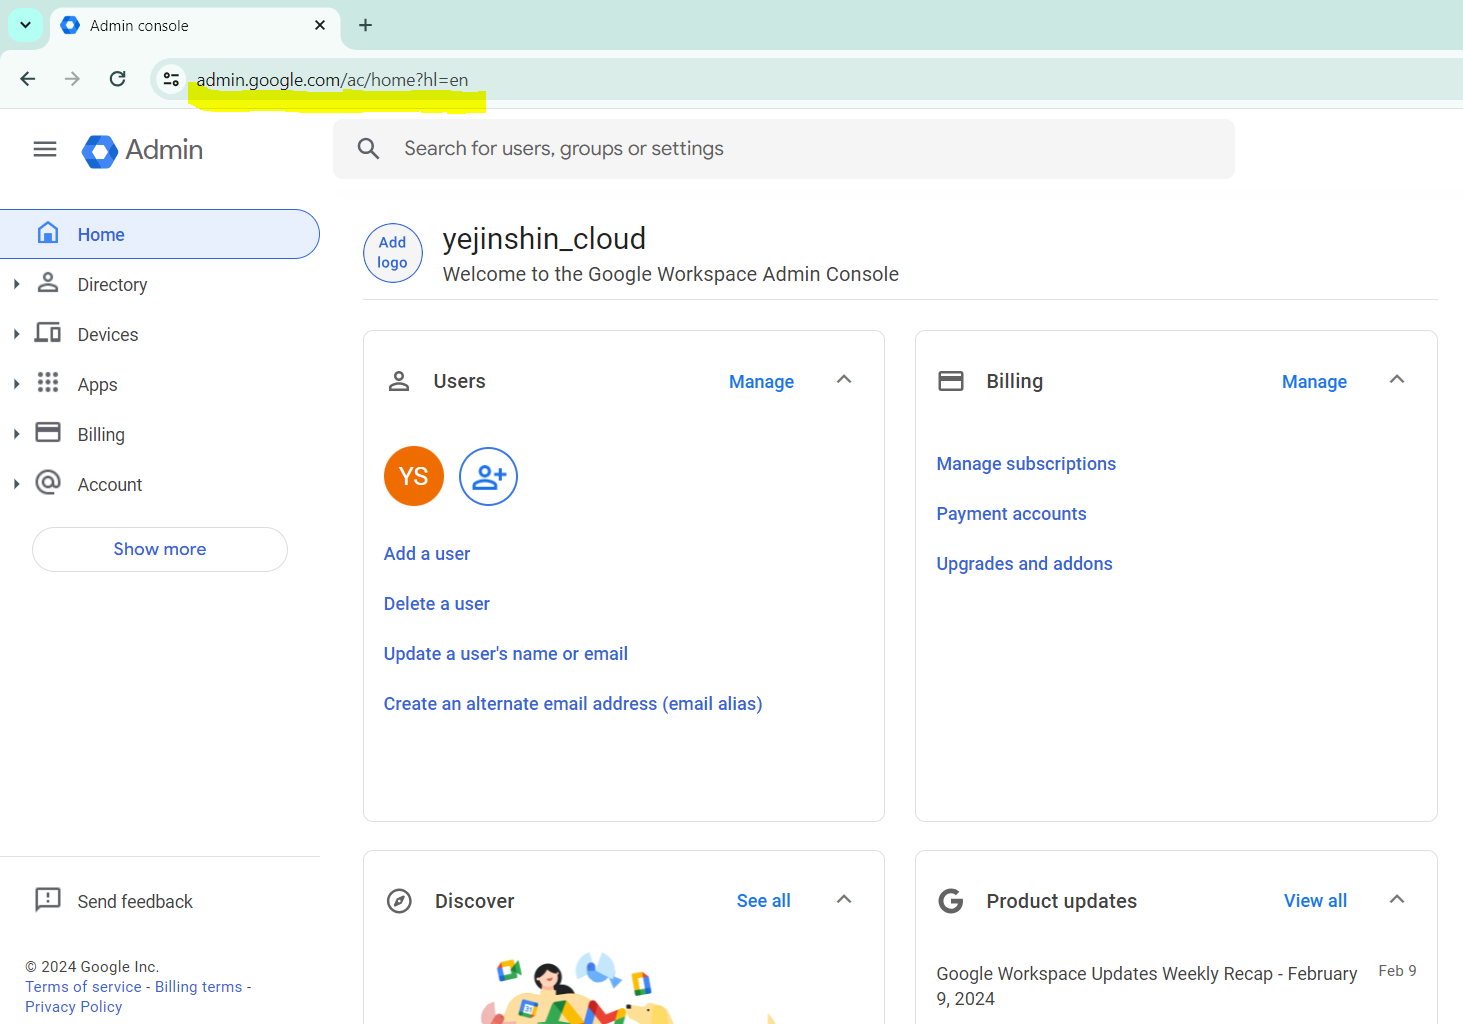 Admin console
admin.google.com/ac/home?hl=en
Admin
Search for users, groups or settings
Home
Directory
Devices
Apps
Billing
Account
Show more
Send feedback
© 2024 Google Inc.
Terms of service - Billing terms -
Privacy Policy
Add
logo
yejinshin_cloud
Welcome to the Google Workspace Admin Console
Users
Manage
YS
Add a user
Delete a user
Update a user's name or email
Create an alternate email address (email alias)
Billing
Manage
Manage subscriptions
Payment accounts
Upgrades and addons
Discover
See all
Product updates
View all
Google Workspace Updates Weekly Recap - February
9, 2024
Feb 9